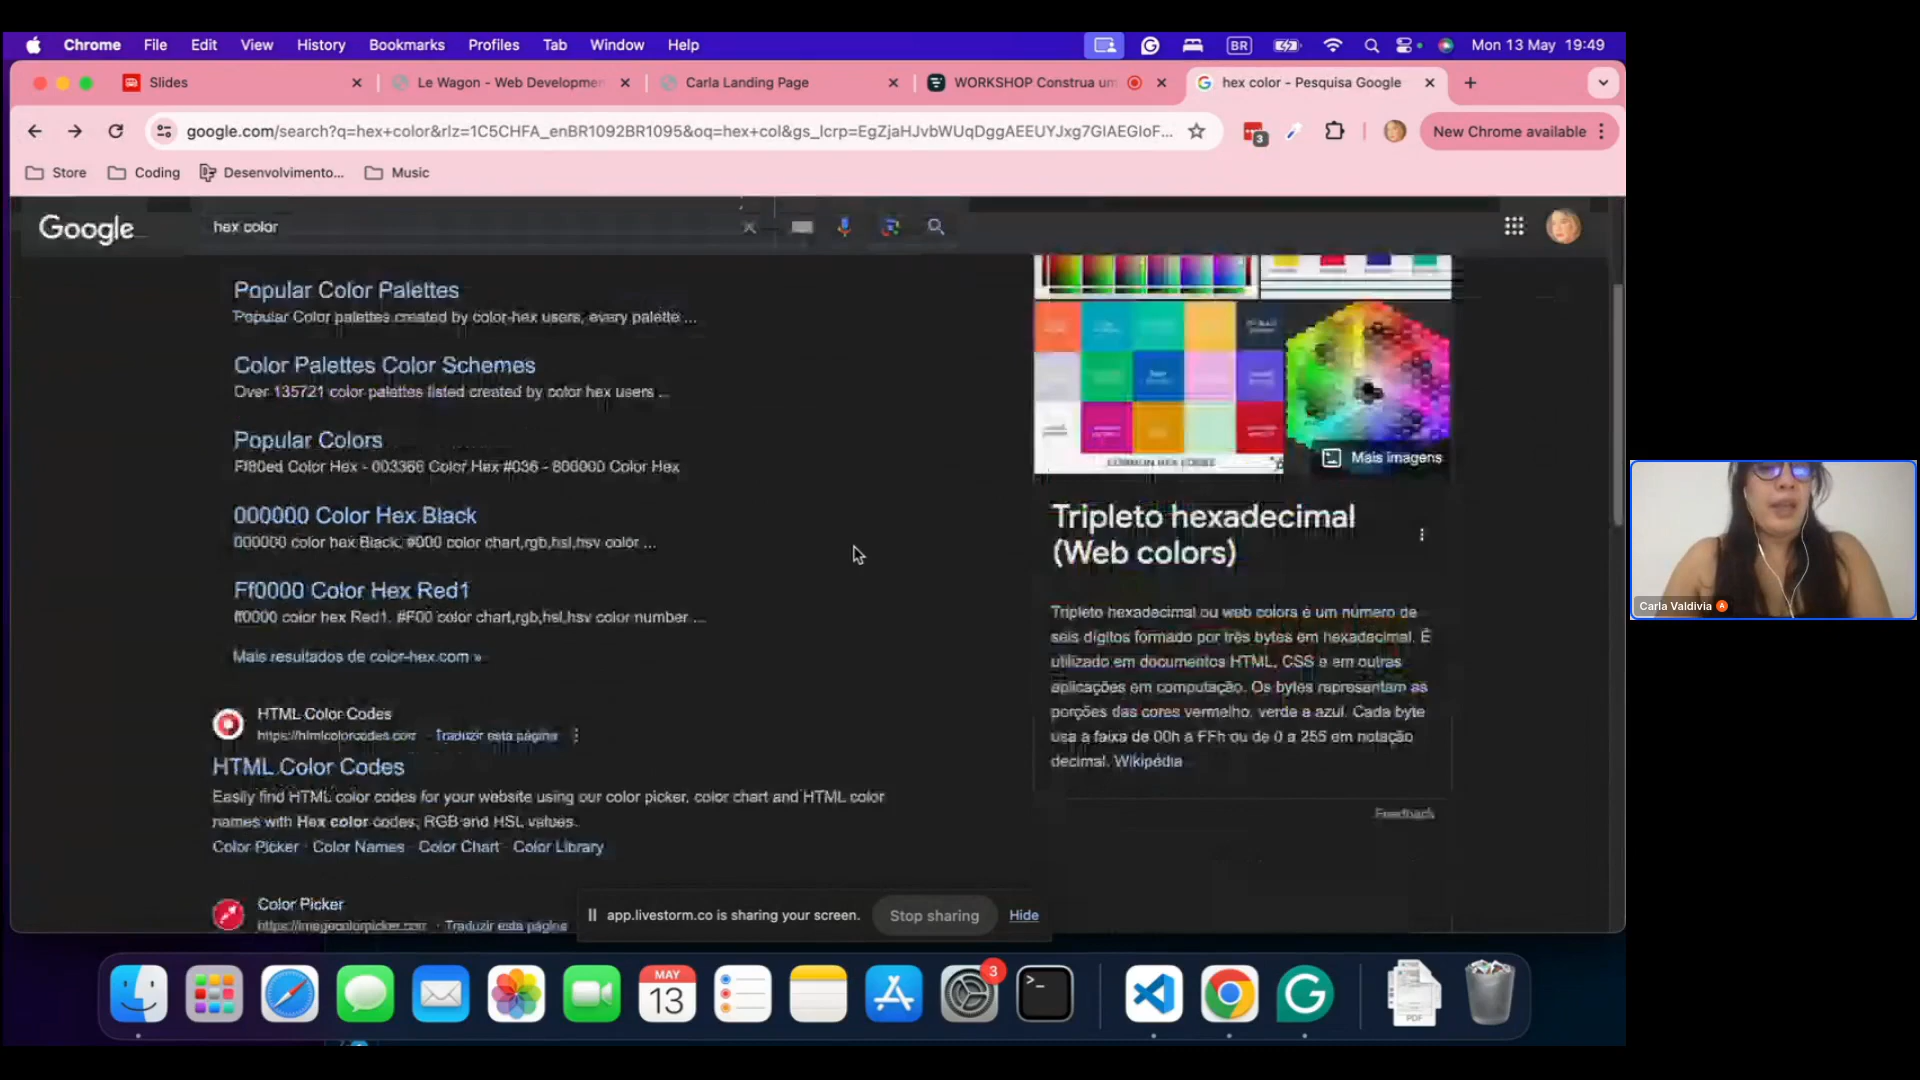 Chrome File Edit View History Bookmarks Profiles Tab Window Help BR Mon 13 May 19:49
Slides Le Wagon - Web Developmen Carla Landing Page WORKSHOP Construa um hex color - Pesquisa Google
google.com/search?q=hex+color&rlz=1C5CHFA_enBR1092BR1095&oq=hex+col&gs_lcrp=EgZjaHJvbWUqDggAEEUYJxg7GIAEGIoF... 3 New Chrome available
Store Coding Desenvolvimento... Music
Google hex color
Popular Color Palettes
Popular Color palettes created by color-hex users, every palette ...
Color Palettes Color Schemes
Over 135721 color palettes listed created by color hex users ...
Popular Colors
Ff80ed Color Hex - 003366 Color Hex #036 - 800000 Color Hex
000000 Color Hex Black
000000 color hex Black, #000 color chart,rgb,hsl,hsv color ...
Ff0000 Color Hex Red1
ff0000 color hex Red1, #F00 color chart,rgb,hsl,hsv color number ...
Mais resultados de color-hex.com »
HTML Color Codes
https://htmlcolorcodes.com Traduzir esta página
HTML Color Codes
Easily find HTML color codes for your website using our color picker, color chart and HTML color
names with Hex color codes, RGB and HSL values.
Color Picker · Color Names · Color Chart · Color Library
Color Picker
https://imagecolorpicker.com · Traduzir esta página
Mais imagens
Tripleto hexadecimal
(Web colors)
Tripleto hexadecimal ou web colors é um número de
seis dígitos formado por três bytes em hexadecimal. É
utilizado em documentos HTML, CSS e em outras
aplicações em computação. Os bytes representam as
porções das cores vermelho, verde e azul. Cada byte
usa a faixa de 00h a FFh ou de 0 a 255 em notação
decimal. Wikipédia
Feedback
app.livestorm.co is sharing your screen. Stop sharing Hide
Carla Valdivia A
MAY
13
3
PDF